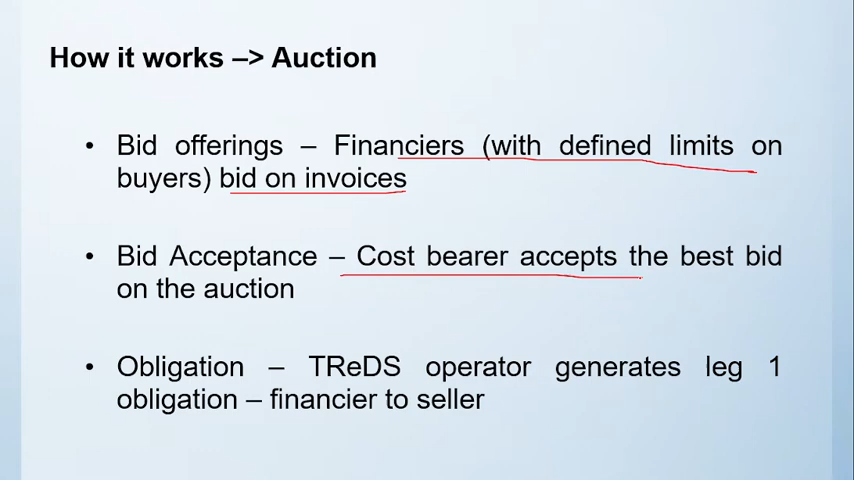 How it works –> Auction
• Bid offerings – Financiers (with defined limits on
buyers) bid on invoices
• Bid Acceptance – Cost bearer accepts the best bid
on the auction
• Obligation – TReDS operator generates leg 1
obligation – financier to seller